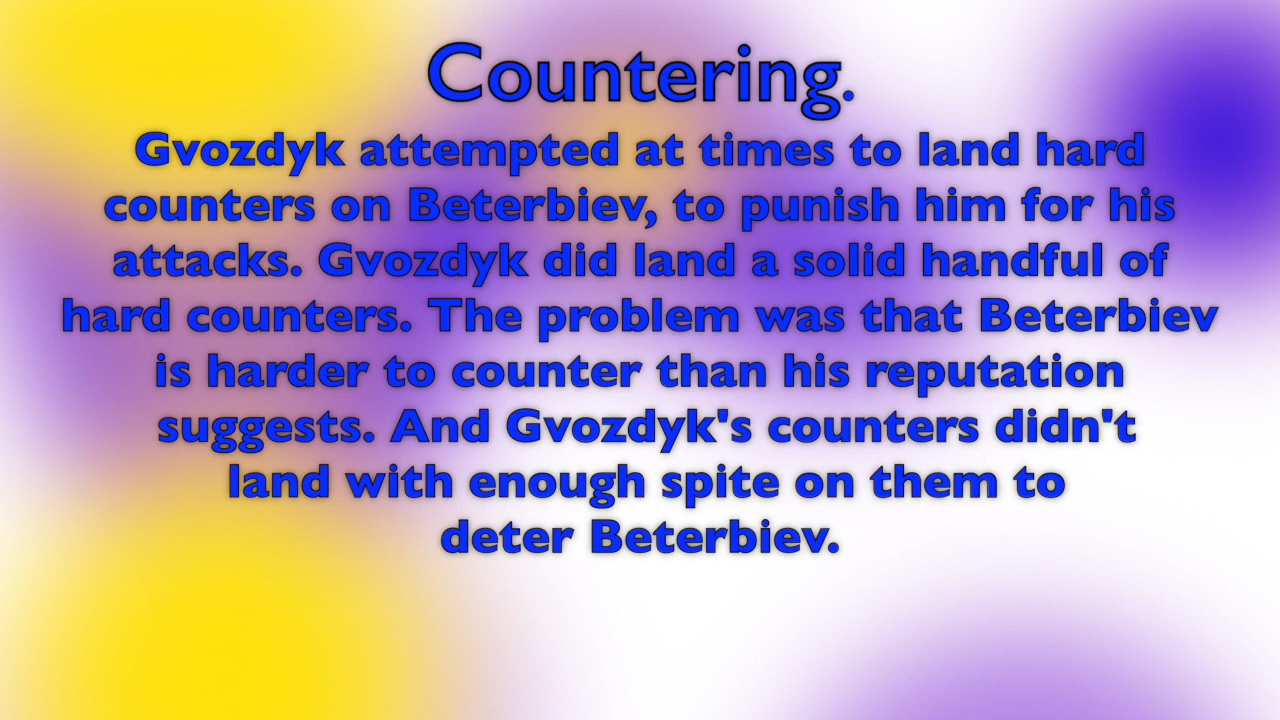 Countering.
Gvozdyk attempted at times to land hard
counters on Beterbiev, to punish him for his
attacks. Gvozdyk did land a solid handful of
hard counters. The problem was that Beterbiev
is harder to counter than his reputation
suggests. And Gvozdyk's counters didn't
land with enough spite on them to
deter Beterbiev.